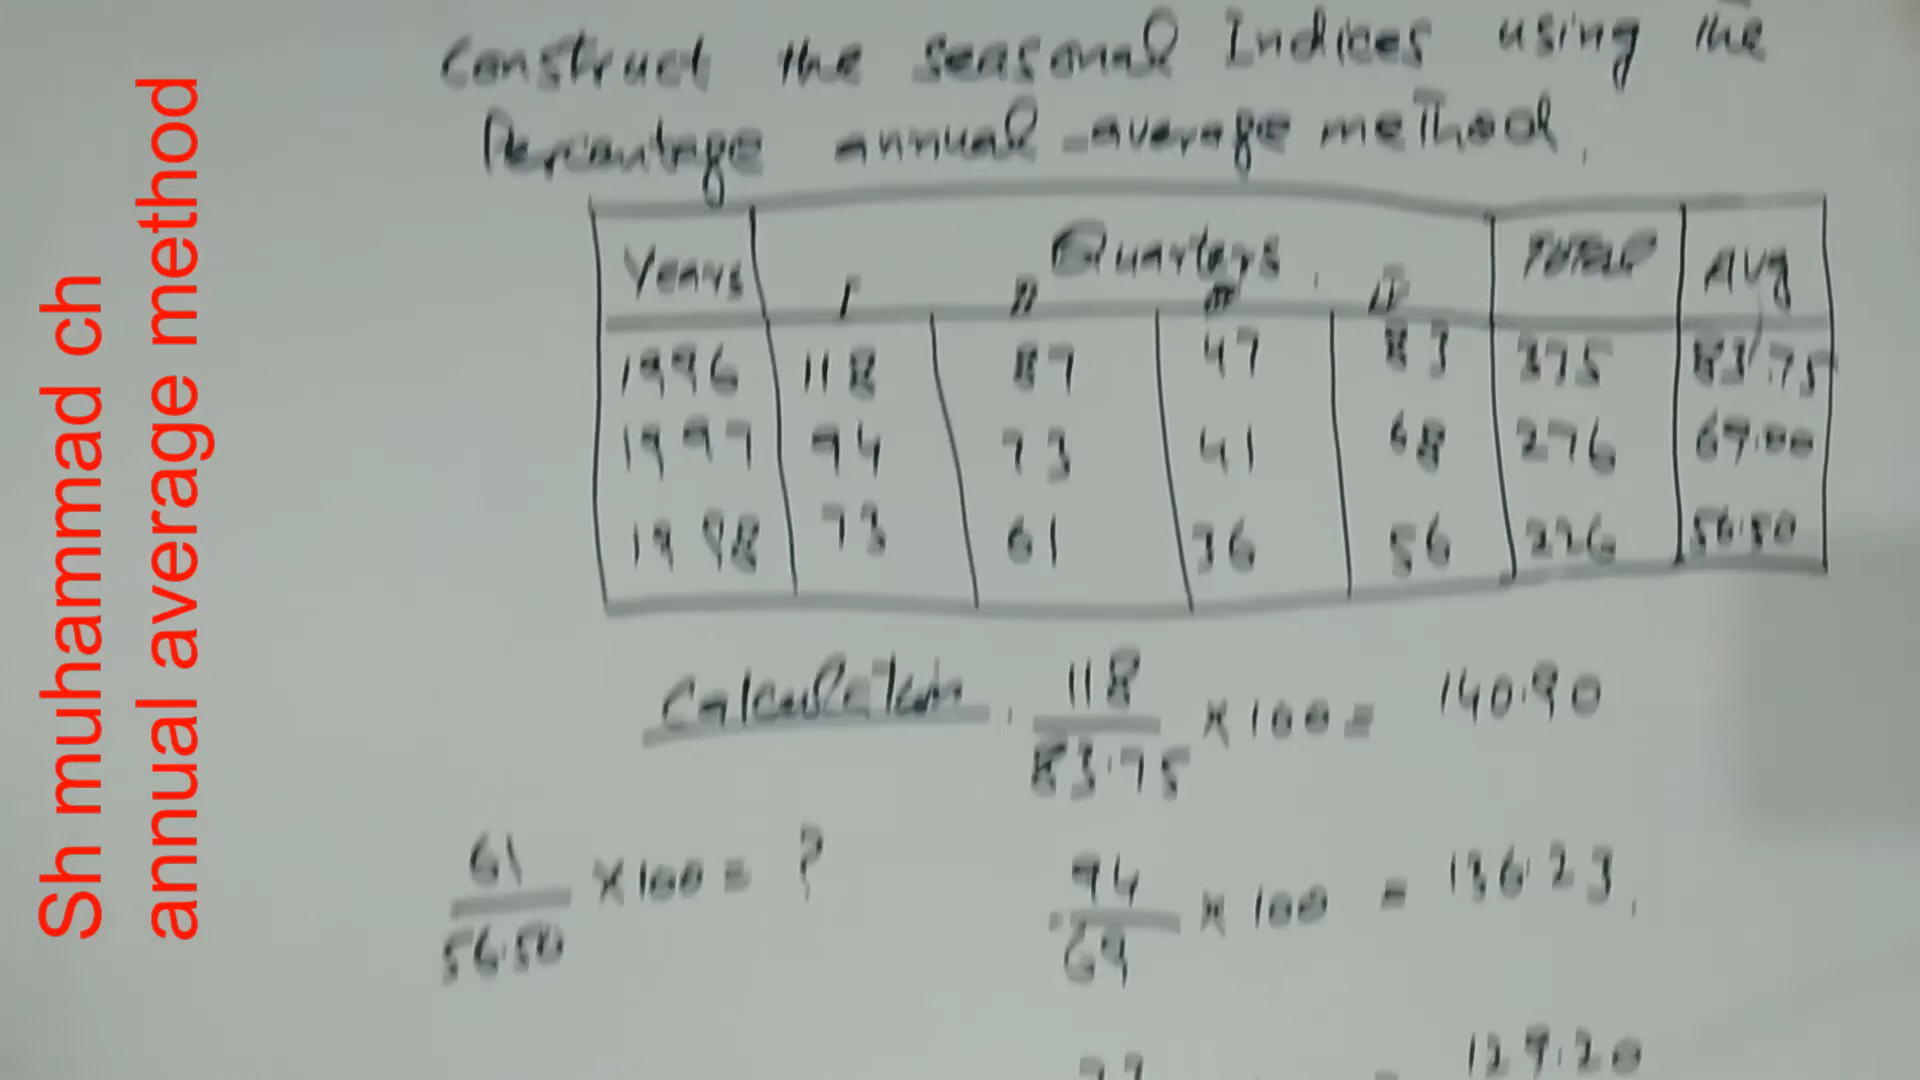 Sh muhammad ch
annual average method
Construct the seasonal Indices using the
Percentage annual-average method.
Years Quarters TOTAL Avg
I II III IV
1996 118 87 47 83 375 83.75
1997 94 73 41 68 276 69.00
1998 73 61 36 56 226 56.50
Calculation. 118
83.75 × 100 = 140.90
61
56.50 × 100 = ?
94
69 × 100 = 136.23
= 129.20